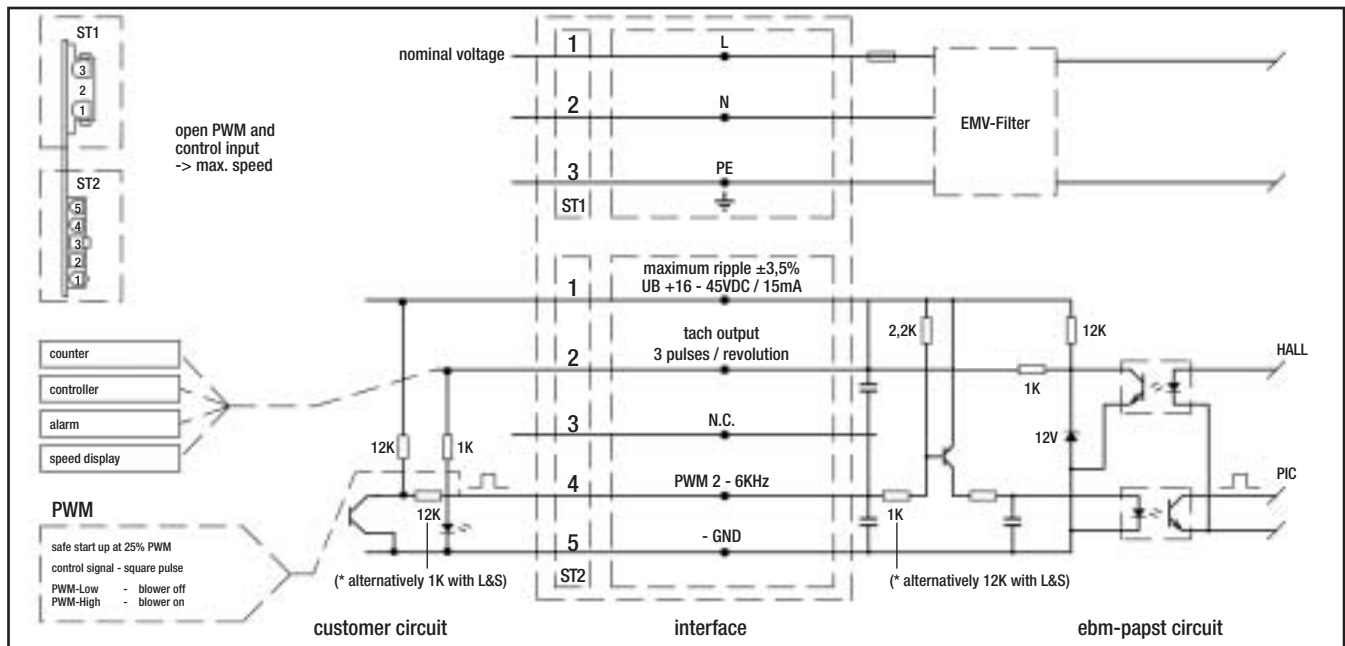 ST1
3
2
1
ST2
5
4
3
2
1
open PWM and
control input
-> max. speed
nominal voltage
1
L
2
N
3
PE
ST1
EMV-Filter
1
maximum ripple ±3,5%
UB +16 - 45VDC / 15mA
2
tach output
3 pulses / revolution
3
N.C.
4
PWM 2 - 6KHz
5
- GND
ST2
counter
controller
alarm
speed display
12K
1K
12K
(* alternatively 1K with L&S)
PWM
safe start up at 25% PWM
control signal - square pulse
PWM-Low - blower off
PWM-High - blower on
2,2K
12K
1K
HALL
12V
PIC
1K
(* alternatively 12K with L&S)
customer circuit
interface
ebm-papst circuit